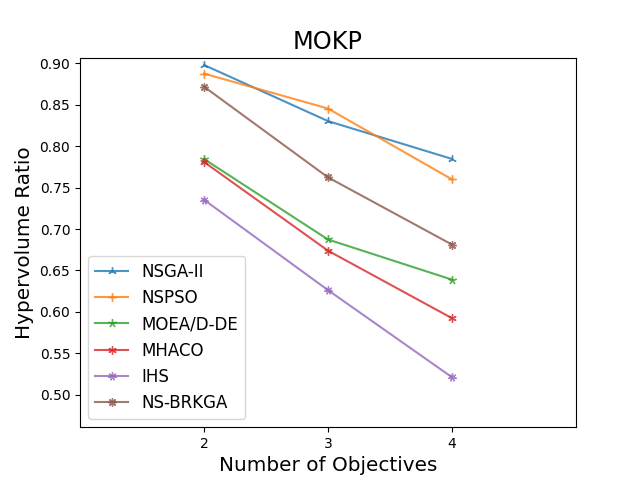 MOKP
Hypervolume Ratio
0.90
0.85
0.80
0.75
0.70
0.65
0.60
0.55
0.50
NSGA-II
NSPSO
MOEA/D-DE
MHACO
IHS
NS-BRKGA
2 3 4
Number of Objectives